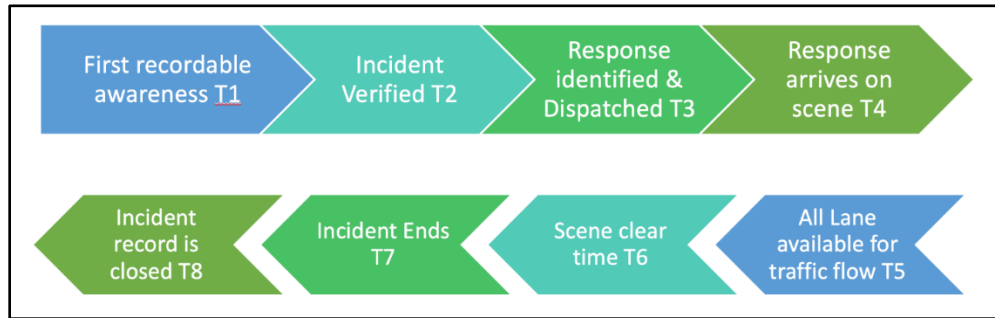 First recordable
awareness T1
Incident
Verified T2
Response
identified &
Dispatched T3
Response
arrives on
scene T4
Incident
record is
closed T8
Incident Ends
T7
Scene clear
time T6
All Lane
available for
traffic flow T5